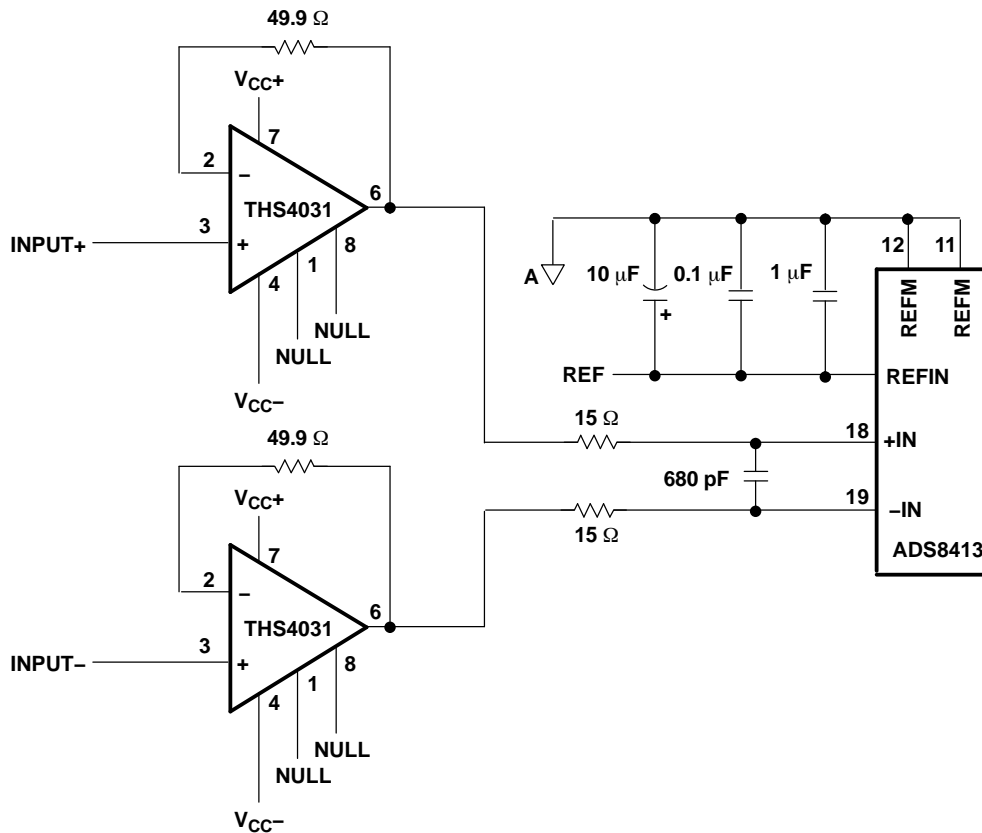 49.9 Ω
VCC+
7
2
−
THS4031
6
3
+
INPUT+
8
1
4
NULL
NULL
VCC−
12
11
A
10 μF
0.1 μF
1 μF
+
REFM
REFM
REF
REFIN
15 Ω
18
+IN
680 pF
19
−IN
15 Ω
ADS8413
49.9 Ω
VCC+
7
2
−
THS4031
6
3
+
INPUT−
8
1
4
NULL
NULL
VCC−